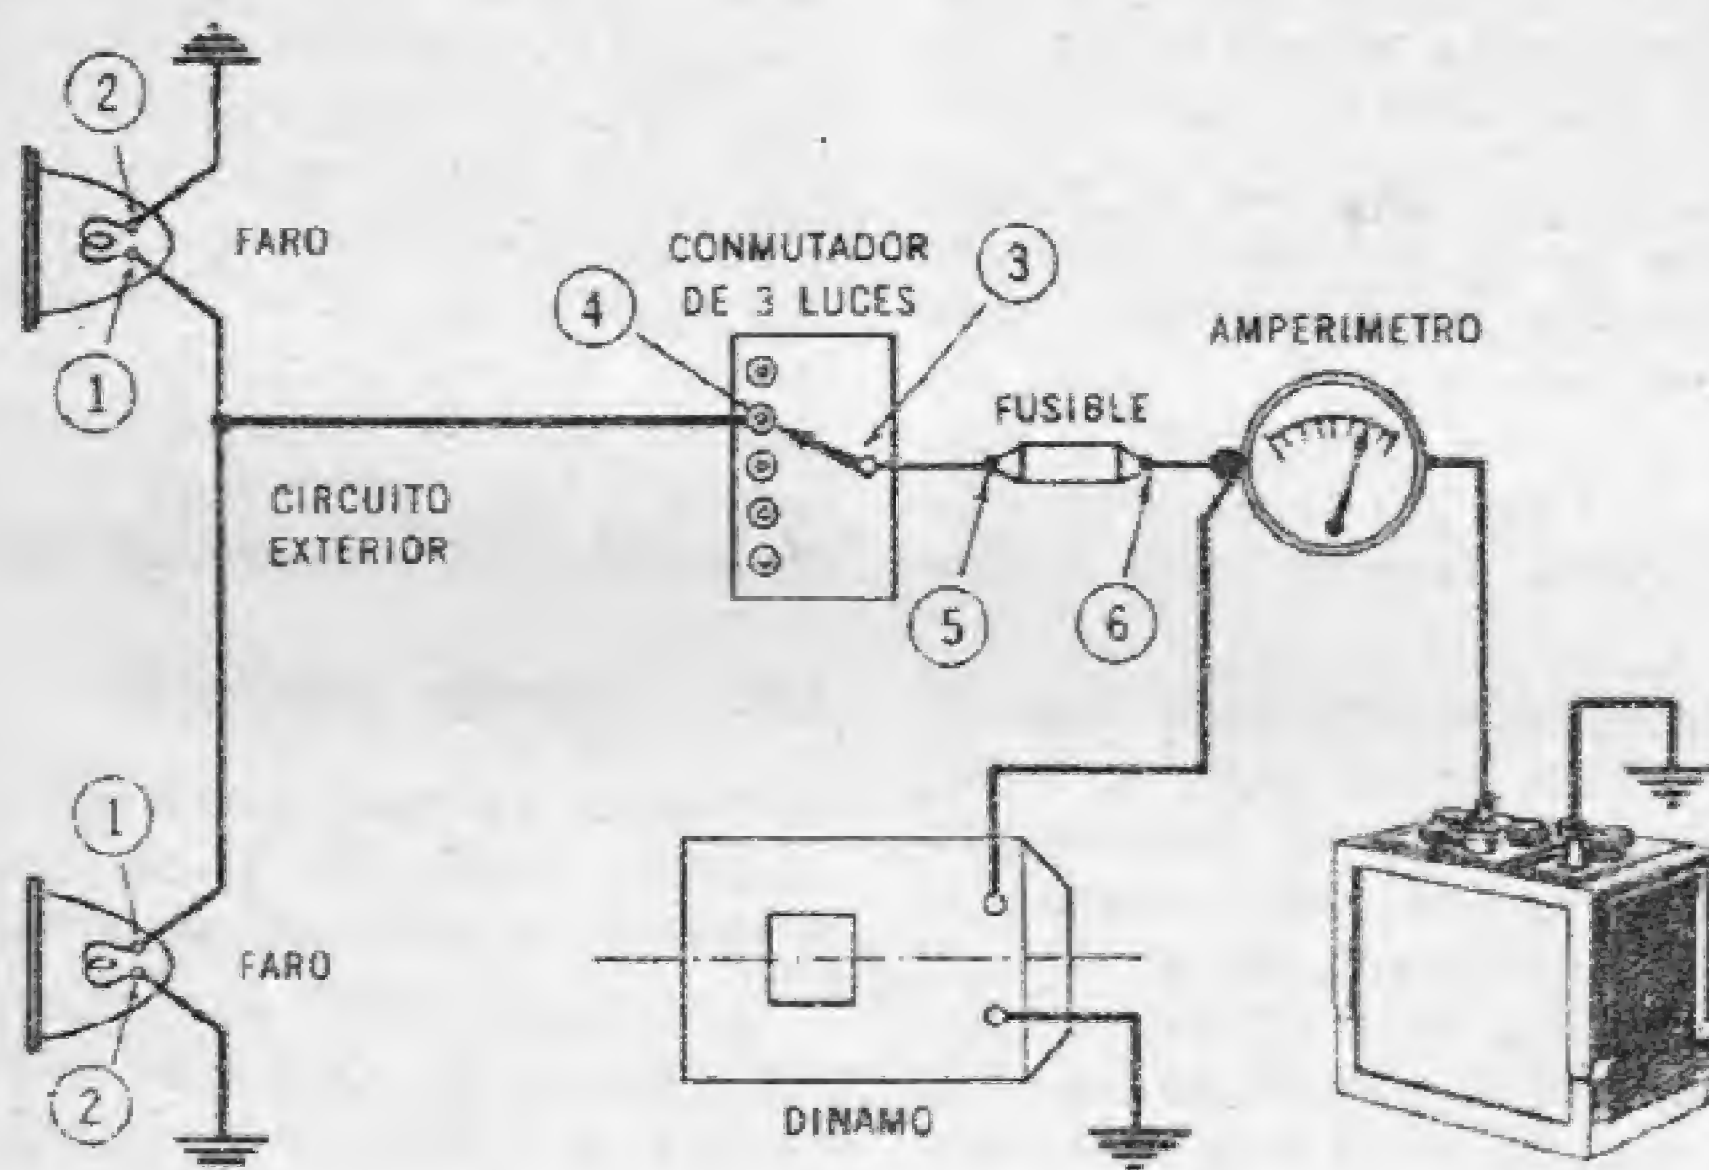 2
FARO
1
CONMUTADOR
DE 3 LUCES
3
4
AMPERIMETRO
FUSIBLE
CIRCUITO
EXTERIOR
5
6
1
FARO
2
DINAMO